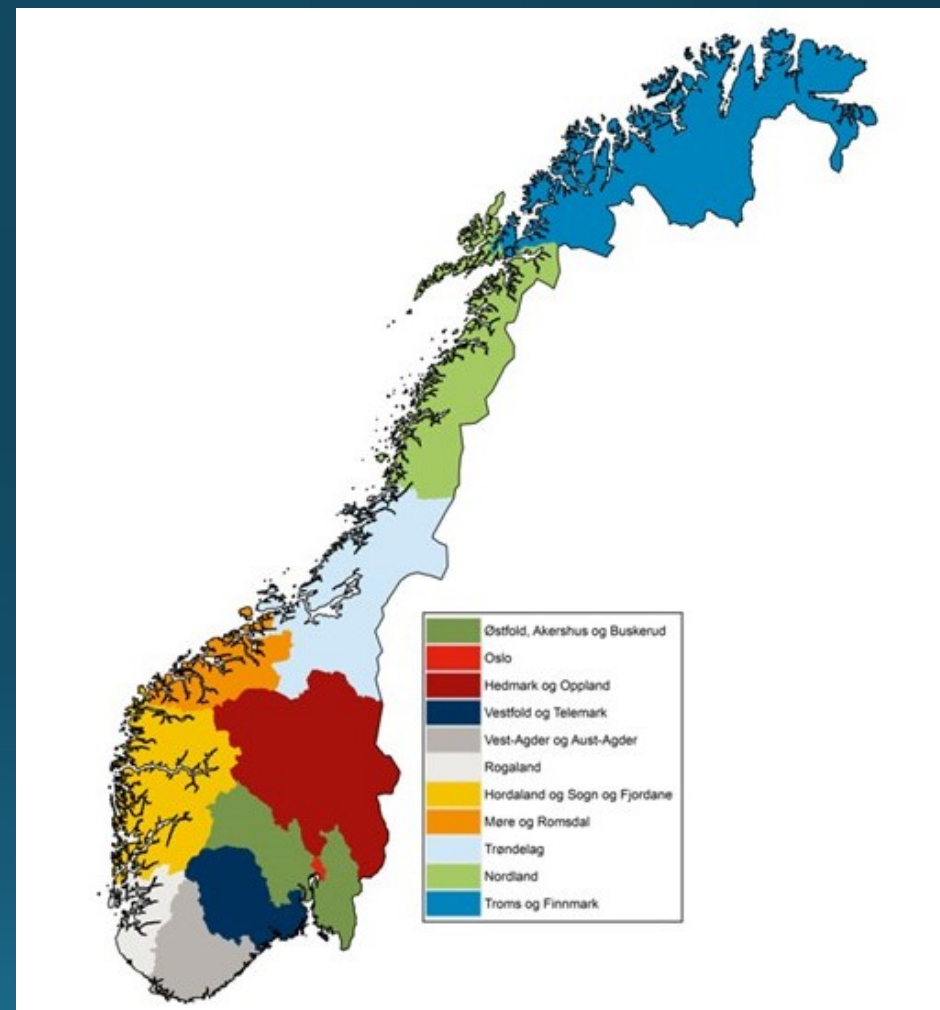 Østfold, Akershus og Buskerud
Oslo
Hedmark og Oppland
Vestfold og Telemark
Vest-Agder og Aust-Agder
Rogaland
Hordaland og Sogn og Fjordane
Møre og Romsdal
Trøndelag
Nordland
Troms og Finnmark